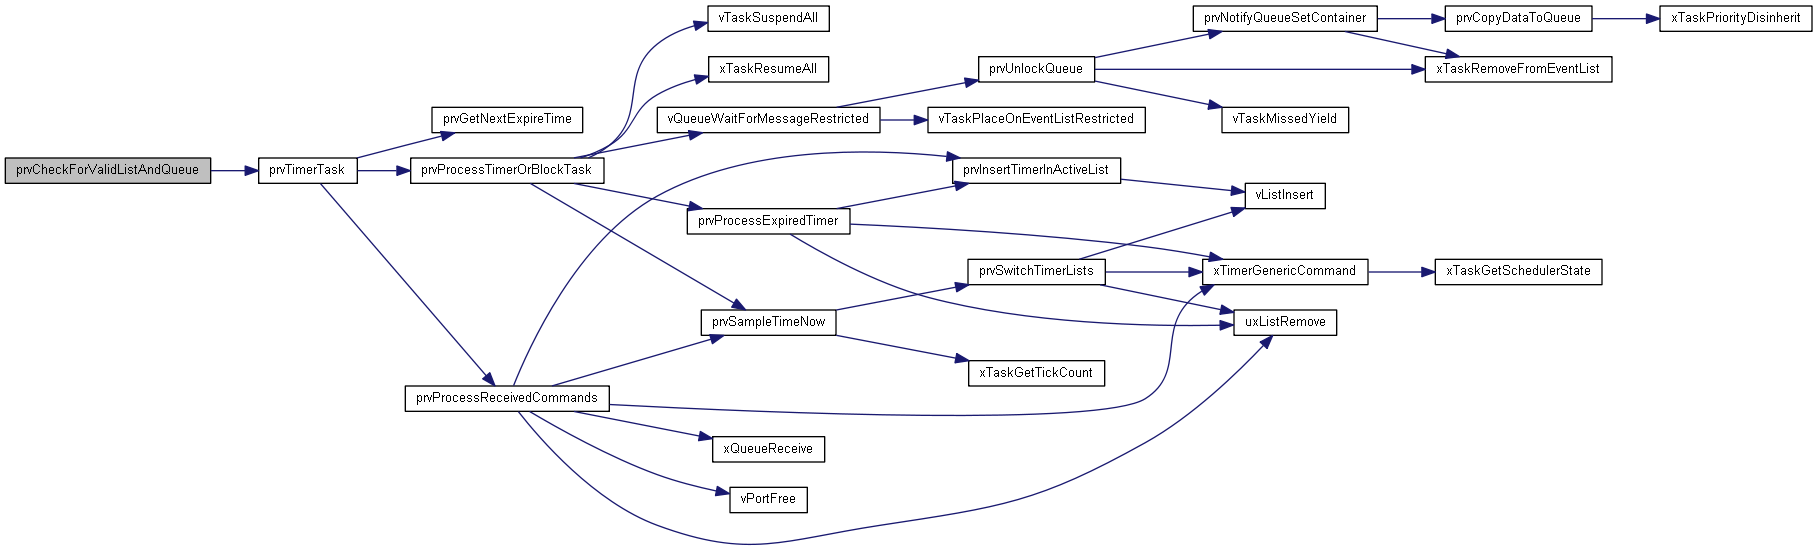 vTaskSuspendAll
prvNotifyQueueSetContainer
prvCopyDataToQueue
xTaskPriorityDisinherit
xTaskResumeAll
prvUnlockQueue
xTaskRemoveFromEventList
prvGetNextExpireTime
vQueueWaitForMessageRestricted
vTaskPlaceOnEventListRestricted
vTaskMissedYield
prvCheckForValidListAndQueue
prvTimerTask
prvProcessTimerOrBlockTask
prvInsertTimerInActiveList
vListInsert
prvProcessExpiredTimer
prvSwitchTimerLists
xTimerGenericCommand
xTaskGetSchedulerState
prvSampleTimeNow
uxListRemove
xTaskGetTickCount
prvProcessReceivedCommands
xQueueReceive
vPortFree